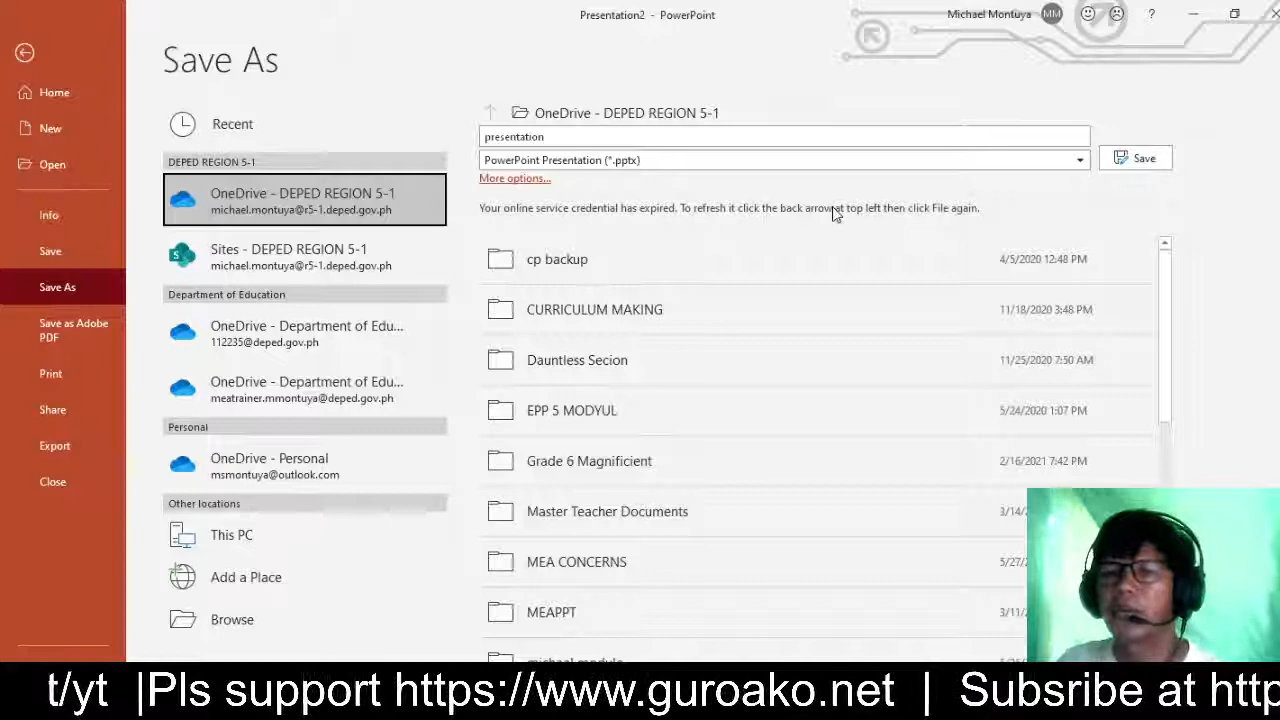 Presentation2 - PowerPoint
Michael Montuya MM ?
Save As
Home
New
Open
Info
Save
Save As
Save as Adobe
PDF
Print
Share
Export
Close
Recent
DEPED REGION 5-1
OneDrive - DEPED REGION 5-1
michael.montuya@r5-1.deped.gov.ph
Sites - DEPED REGION 5-1
michael.montuya@r5-1.deped.gov.ph
Department of Education
OneDrive - Department of Edu...
112235@deped.gov.ph
OneDrive - Department of Edu...
meatrainer.mmontuya@deped.gov.ph
Personal
OneDrive - Personal
msmontuya@outlook.com
Other locations
This PC
Add a Place
Browse
OneDrive - DEPED REGION 5-1
presentation
PowerPoint Presentation (*.pptx)
Save
More options...
Your online service credential has expired. To refresh it click the back arrow at top left then click File again.
cp backup 4/5/2020 12:48 PM
CURRICULUM MAKING 11/18/2020 3:48 PM
Dauntless Secion 11/25/2020 7:50 AM
EPP 5 MODYUL 5/24/2020 1:07 PM
Grade 6 Magnificient 2/16/2021 7:42 PM
Master Teacher Documents 3/14/2
MEA CONCERNS 5/27/
MEAPPT 3/11/
t/yt |Pls support https://www.guroako.net | Subsribe at http